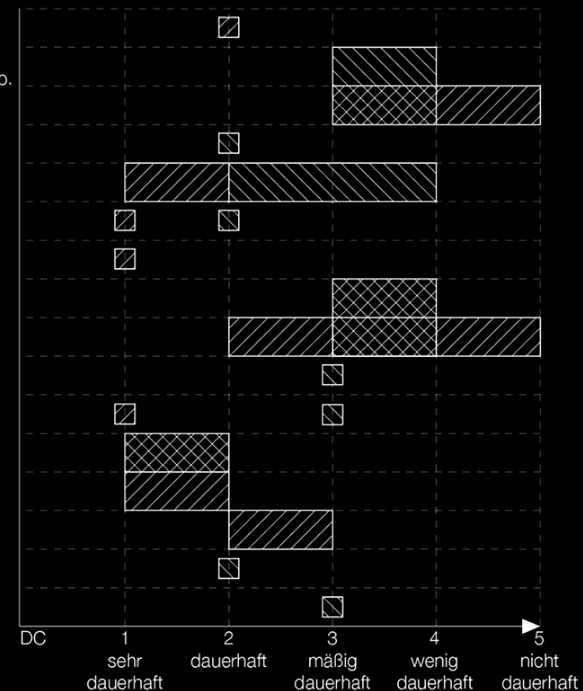 p.
DC 1 2 3 4 5
sehr dauerhaft mäßig wenig nicht
dauerhaft dauerhaft dauerhaft dauerhaft